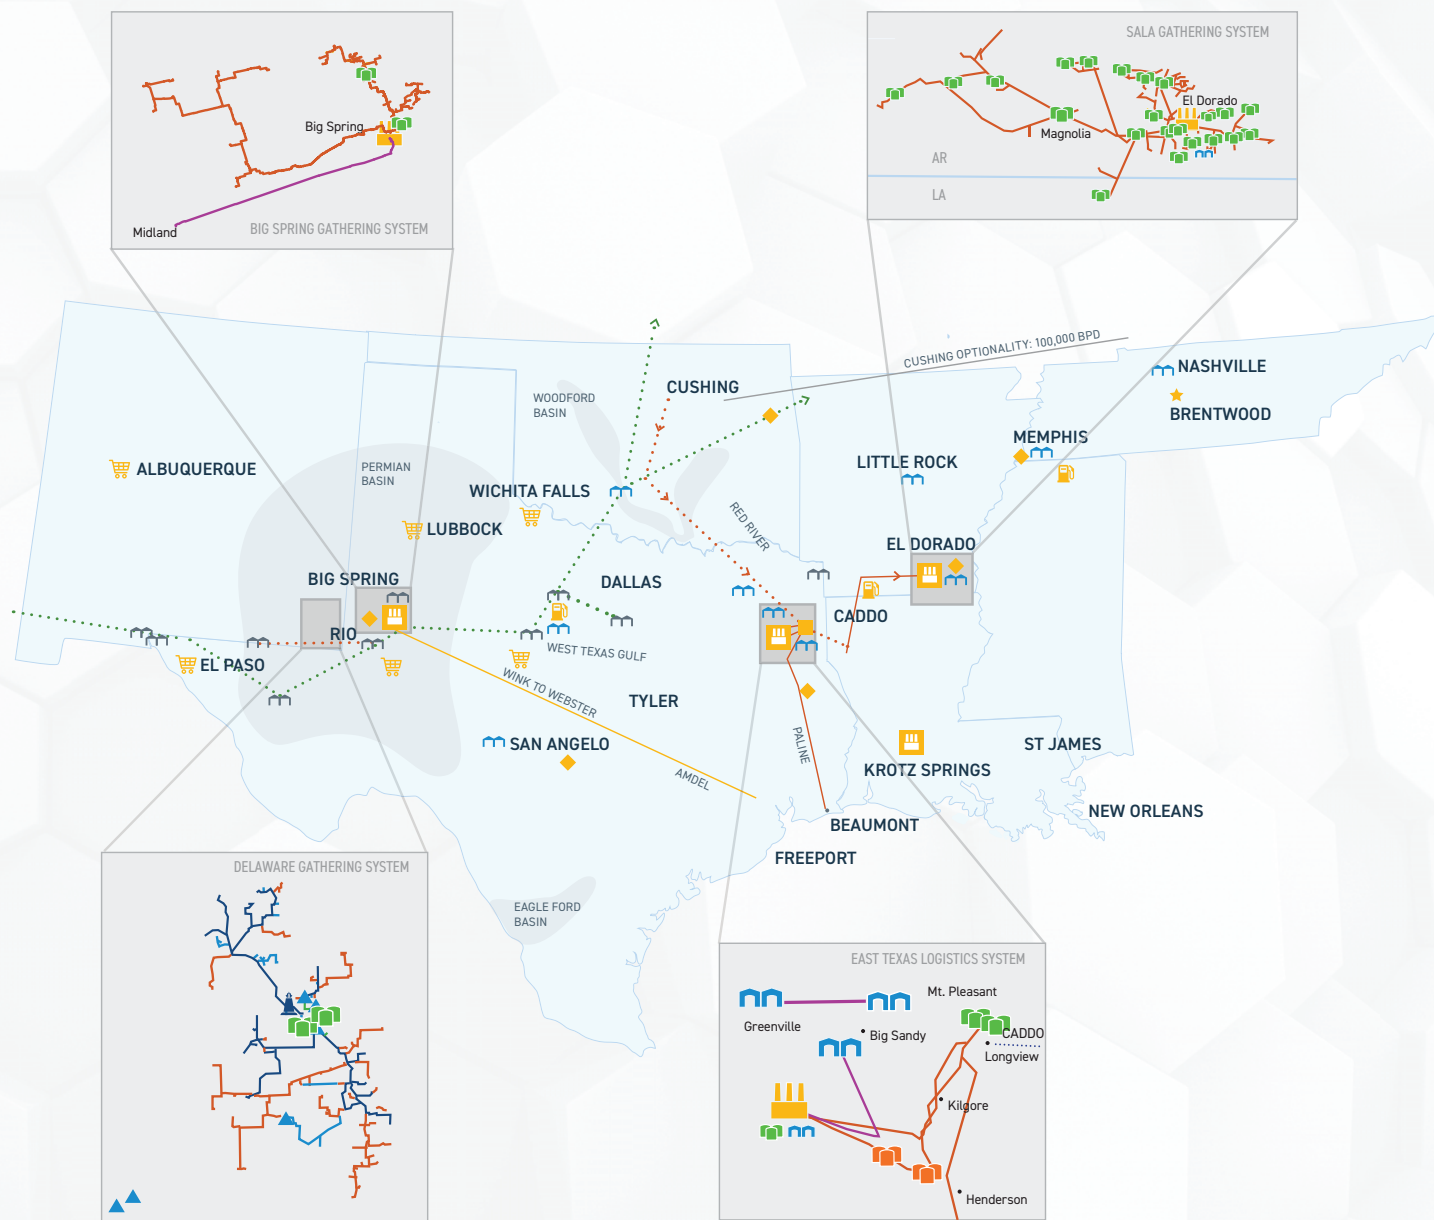 SALA GATHERING SYSTEM
El Dorado
Big Spring
Magnolia
AR
LA
BIG SPRING GATHERING SYSTEM
Midland
CUSHING OPTIONALITY: 100,000 BPD
NASHVILLE
CUSHING
WOODFORD
BASIN
BRENTWOOD
MEMPHIS
ALBUQUERQUE
PERMIAN
BASIN
LITTLE ROCK
WICHITA FALLS
RED RIVER
LUBBOCK
EL DORADO
BIG SPRING
DALLAS
CADDO
RIO
EL PASO
WEST TEXAS GULF
WINK TO WEBSTER
TYLER
SAN ANGELO
PALINE
ST JAMES
KROTZ SPRINGS
AMDEL
NEW ORLEANS
BEAUMONT
FREEPORT
DELAWARE GATHERING SYSTEM
EAGLE FORD
BASIN
EAST TEXAS LOGISTICS SYSTEM
Mt. Pleasant
Greenville
Big Sandy
CADDO
Longview
Kilgore
Henderson